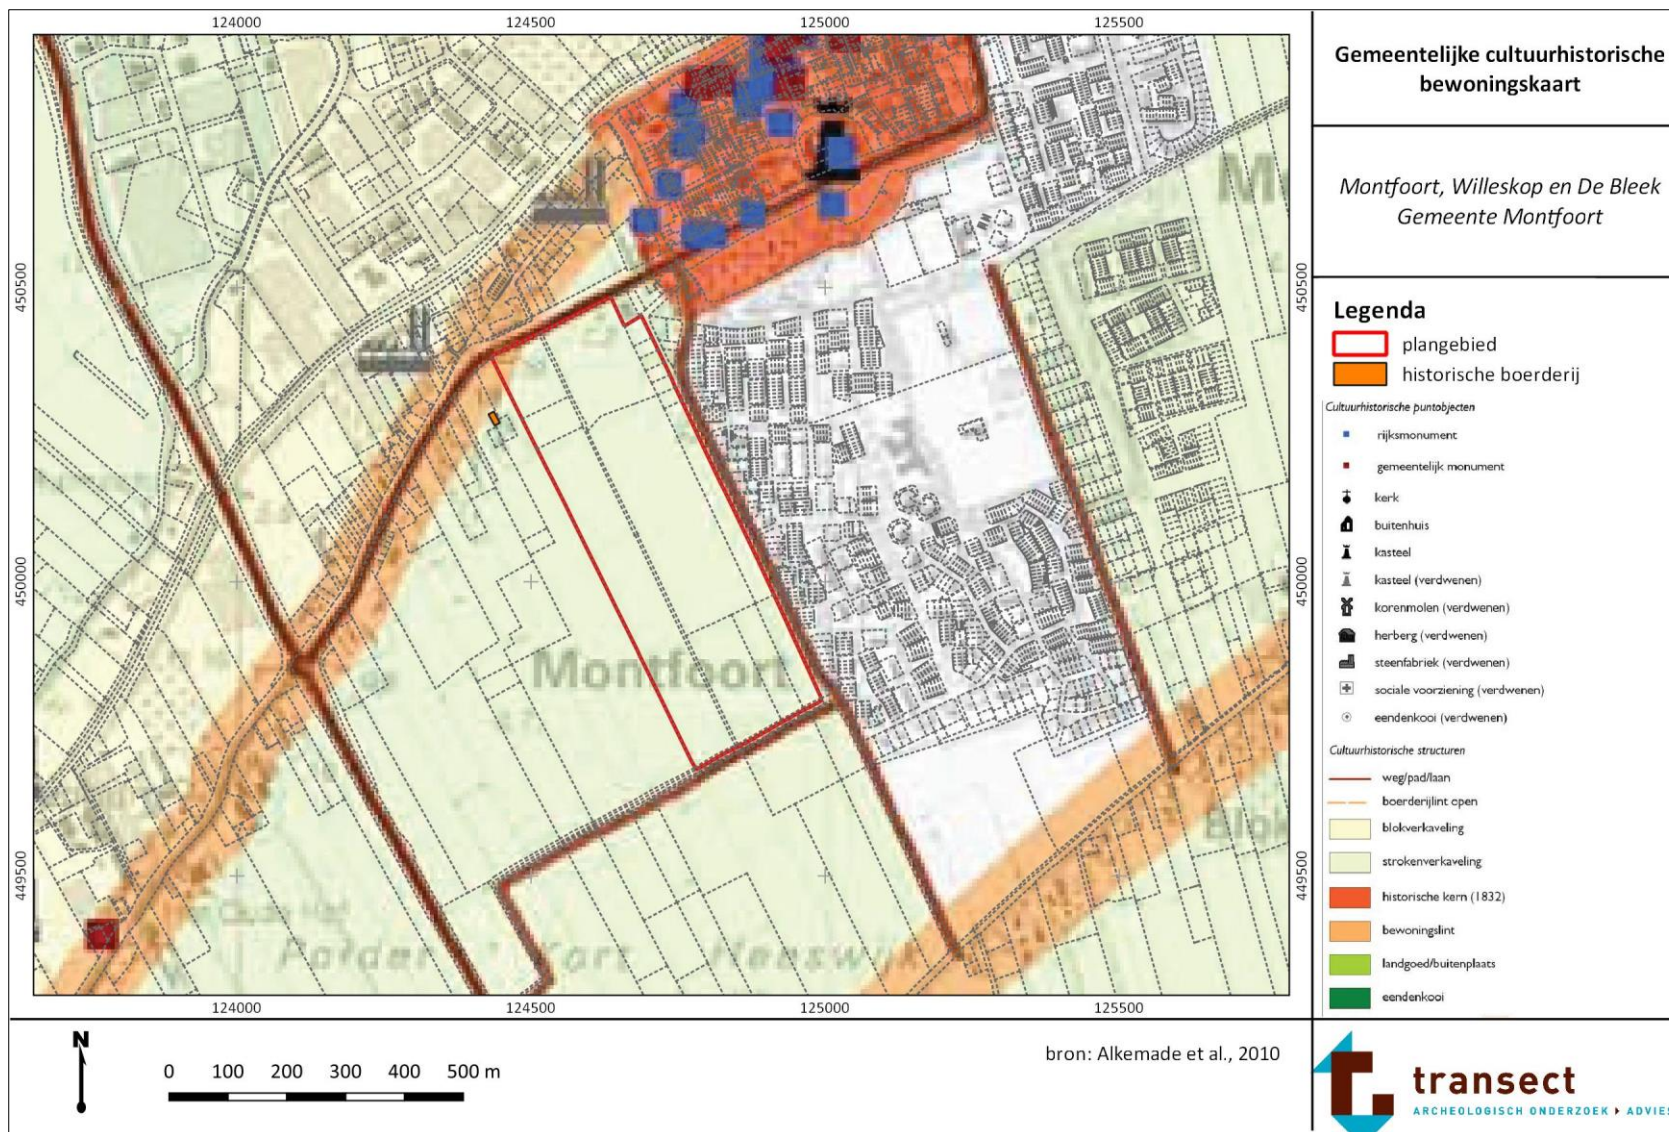 124000 124500 125000 125500
450500 450500
450000 450000
449500 449500
Montfoort
Polder Kort Heeswijk
Blok
124000 124500 125000 125500
N
0 100 200 300 400 500 m
bron: Alkemade et al., 2010
Gemeentelijke cultuurhistorische
bewoningskaart
Montfoort, Willeskop en De Bleek
Gemeente Montfoort
Legenda
plangebied
historische boerderij
Cultuurhistorische puntobjecten
rijksmonument
gemeentelijk monument
kerk
buitenhuis
kasteel
kasteel (verdwenen)
korenmolen (verdwenen)
herberg (verdwenen)
steenfabriek (verdwenen)
sociale voorziening (verdwenen)
eendenkooi (verdwenen)
Cultuurhistorische structuren
weg/pad/laan
boerderijlint open
blokverkaveling
strokenverkaveling
historische kern (1832)
bewoningslint
landgoed/buitenplaats
eendenkooi
transect
ARCHEOLOGISCH ONDERZOEK ▸ ADVIES